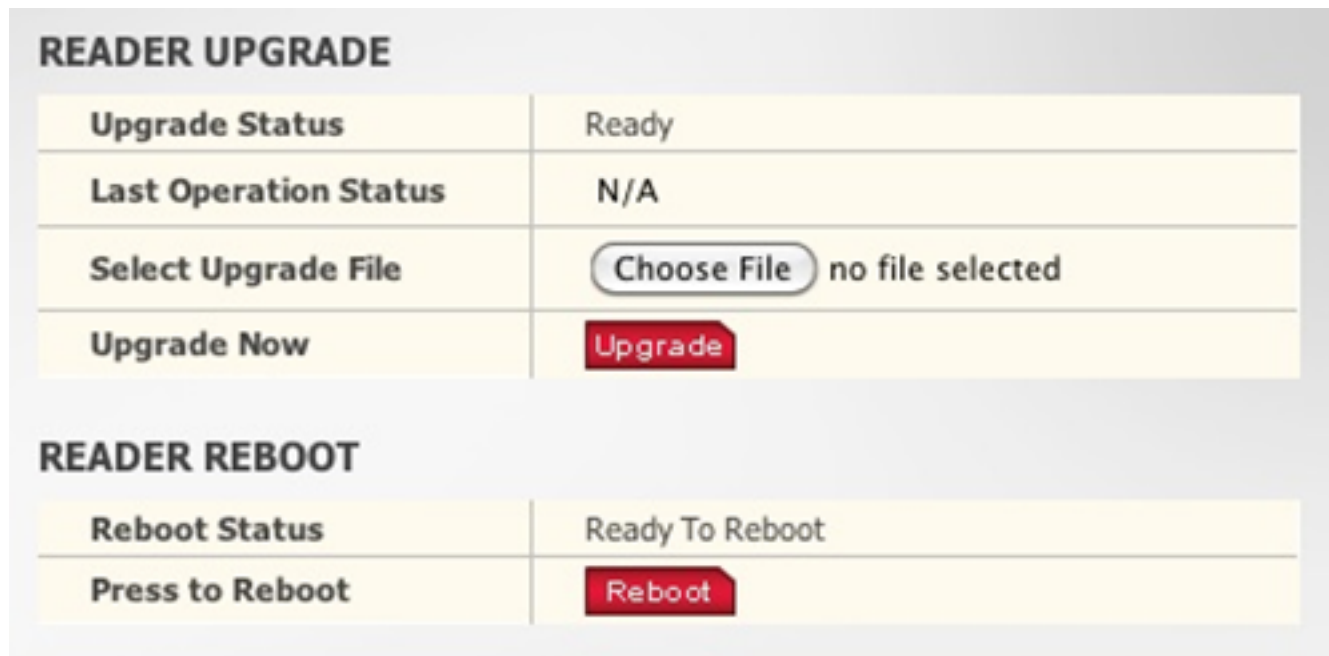 READER UPGRADE
Upgrade Status Ready
Last Operation Status N/A
Select Upgrade File Choose File no file selected
Upgrade Now Upgrade
READER REBOOT
Reboot Status Ready To Reboot
Press to Reboot Reboot